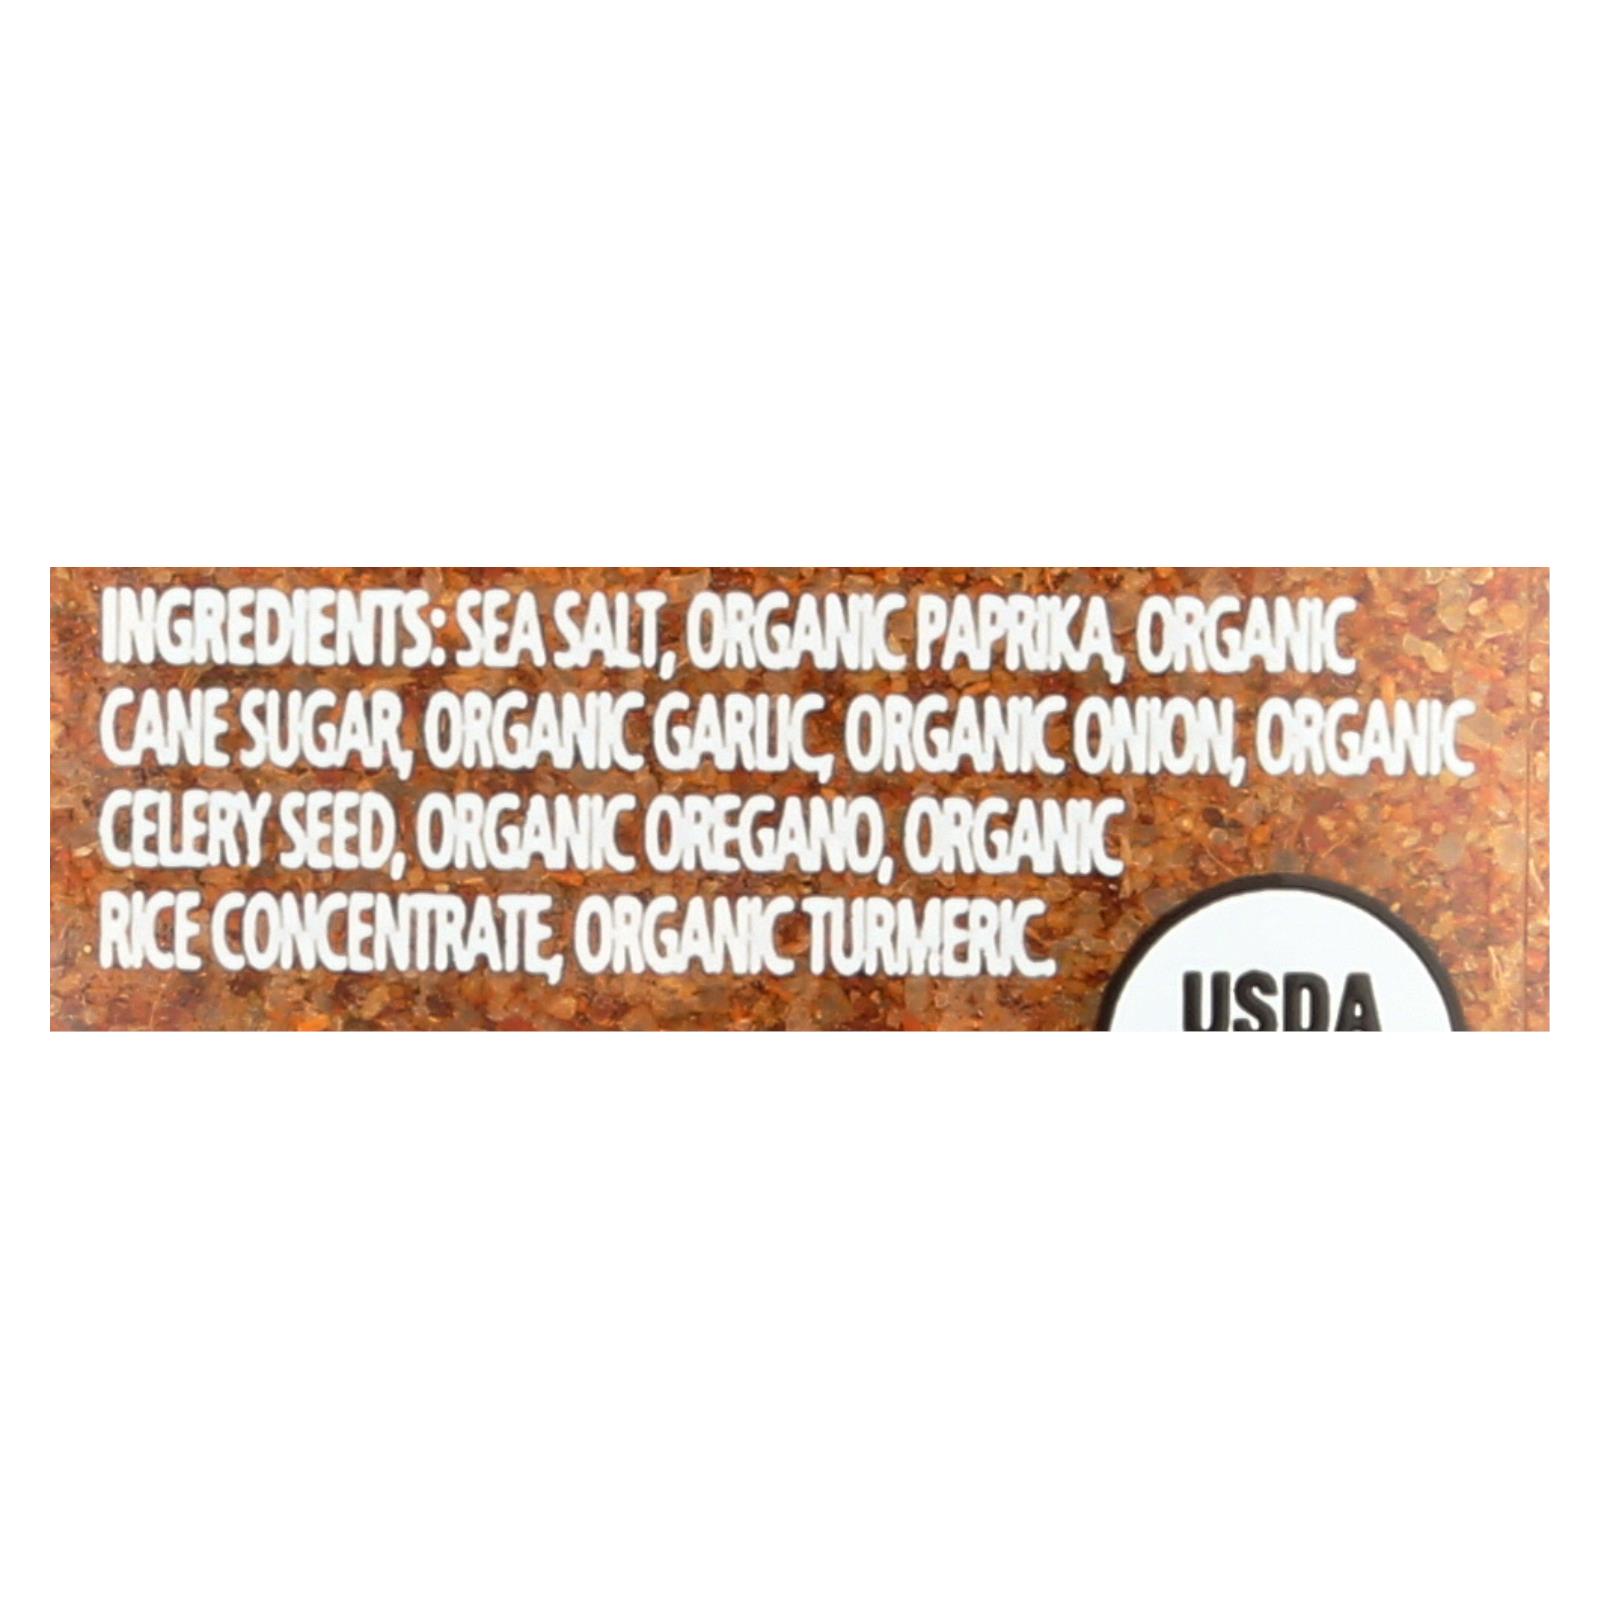 INGREDIENTS: SEA SALT, ORGANIC PAPRIKA, ORGANIC
CANE SUGAR, ORGANIC GARLIC, ORGANIC ONION, ORGANIC
CELERY SEED, ORGANIC OREGANO, ORGANIC
RICE CONCENTRATE, ORGANIC TURMERIC.
USDA